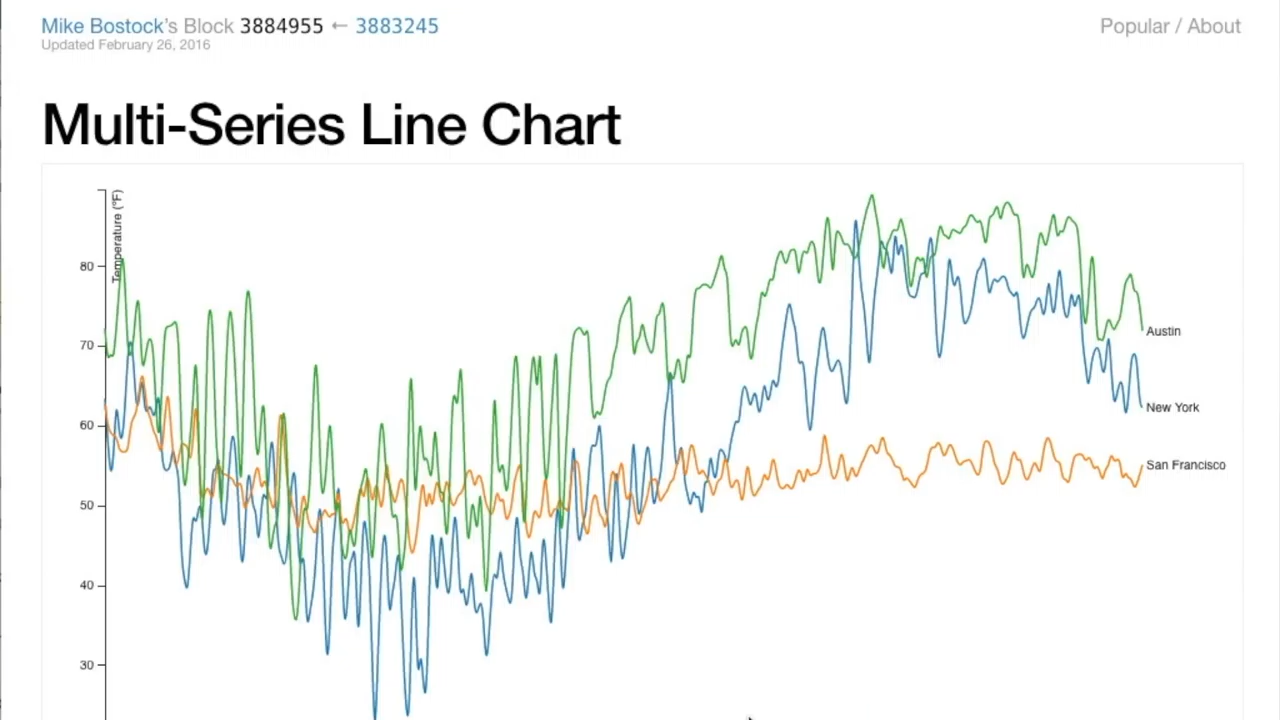 Mike Bostock's Block 3884955 ← 3883245
Popular / About
Updated February 26, 2016
Multi-Series Line Chart
Temperature (ºF)
80
70
60
50
40
30
Austin
New York
San Francisco